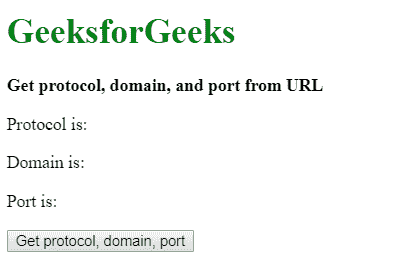 GeeksforGeeks
Get protocol, domain, and port from URL
Protocol is:
Domain is:
Port is:
Get protocol, domain, port